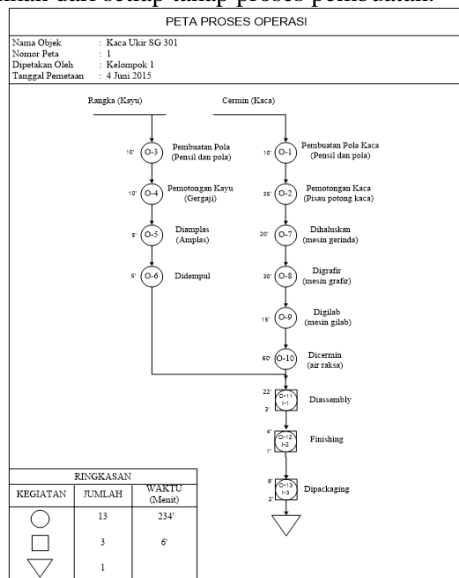 dari setiap tahap proses pembuatan.
PETA PROSES OPERASI
Nama Objek : Kaca Ukir SG 301
Nomor Peta : 1
Dipetakan Oleh : Kelompok 1
Tanggal Pemetaan : 4 Juni 2015
Rangka (Kayu)
Cermin (Kaca)
10' O-3 Pembuatan Pola
(Pensil dan pola)
10' O-1 Pembuatan Pola Kaca
(Pensil dan pola)
10' O-4 Pemotongan Kayu
(Gergaji)
35' O-2 Pemotongan Kaca
(Pisau potong kaca)
5' O-5 Diamplas
(Amplas)
20' O-7 Dihaluskan
(mesin gerinda)
5' O-6 Didempul
30' O-8 Digrafir
(mesin grafir)
15' O-9 Digilab
(mesin gilab)
60' O-10 Dicermin
(air raksa)
22' O-11 Diassembly
3' I-1
4' O-12 Finishing
1' I-2
8' O-13 Dipackaging
2' I-3
RINGKASAN
KEGIATAN JUMLAH WAKTU
(Menit)
13 234'
3 6'
1